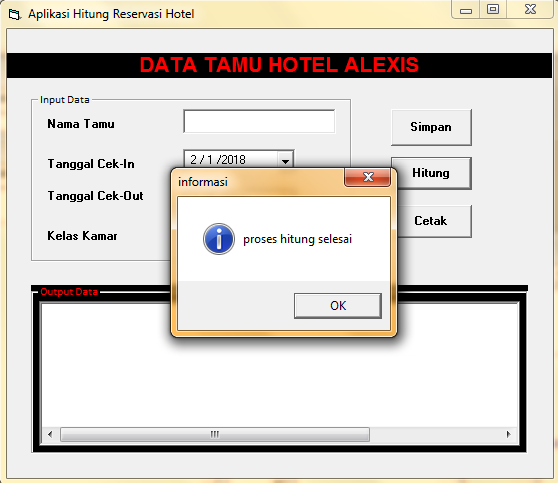 Aplikasi Hitung Reservasi Hotel
DATA TAMU HOTEL ALEXIS
Input Data
Nama Tamu
Simpan
Tanggal Cek-In
2 / 1 /2018
Hitung
Tanggal Cek-Out
Cetak
Kelas Kamar
informasi
proses hitung selesai
OK
Output Data